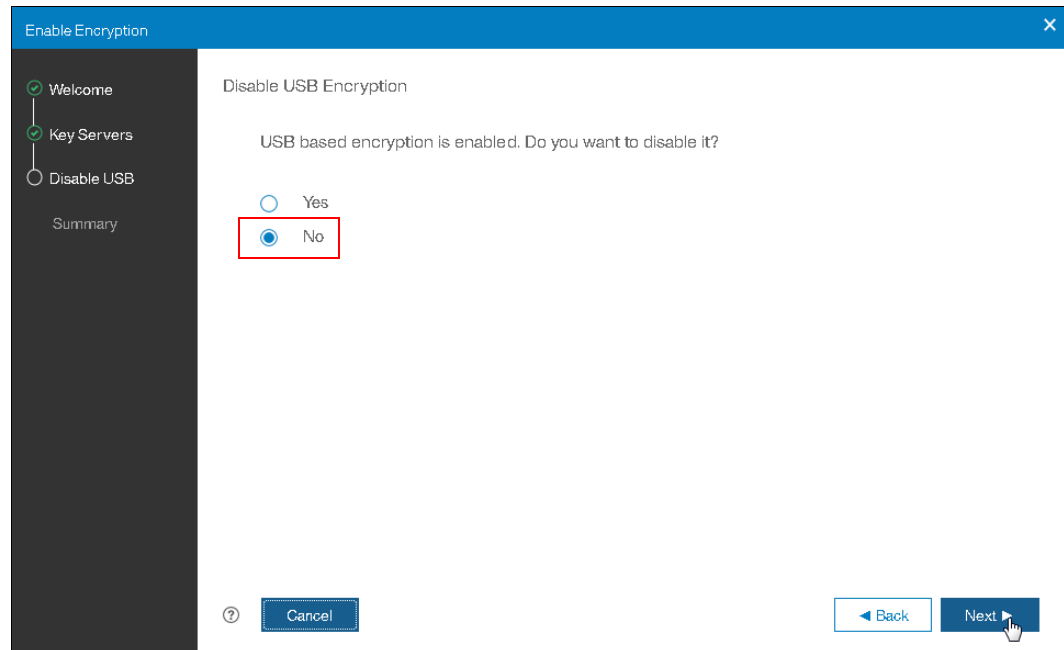 Enable Encryption
Welcome
Key Servers
Disable USB
Summary
Disable USB Encryption
USB based encryption is enabled. Do you want to disable it?
Yes
No
?
Cancel
◄ Back
Next ►